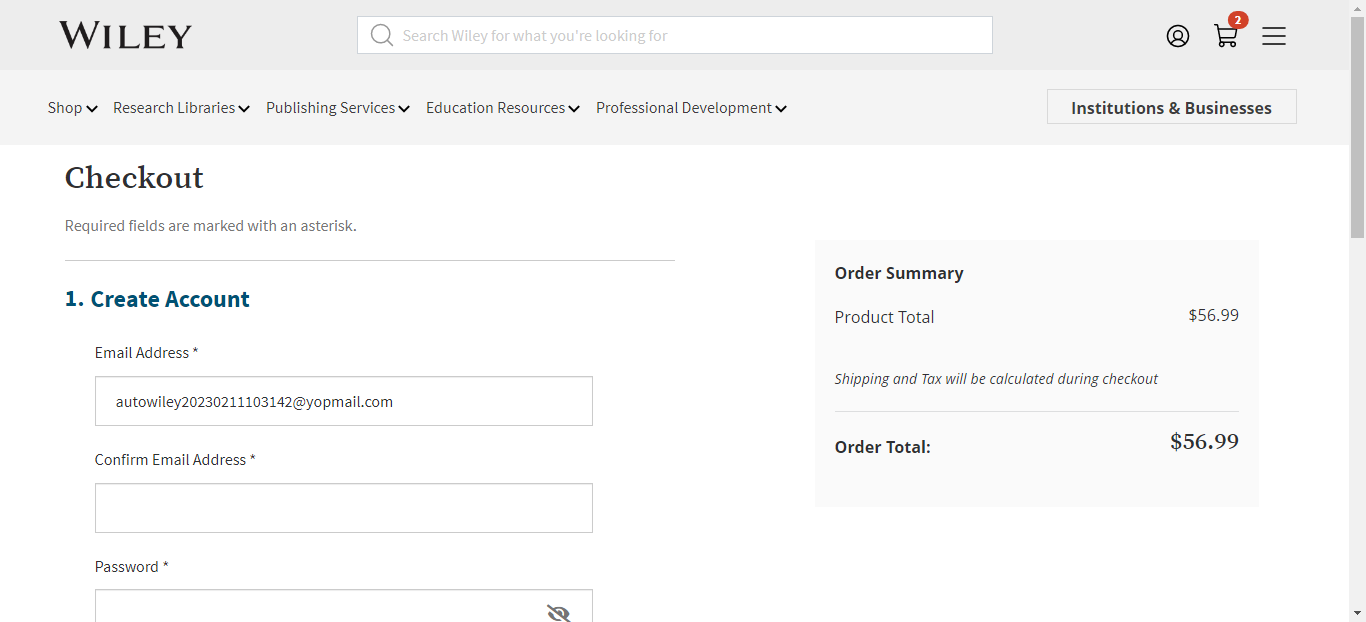 WILEY
Search Wiley for what you're looking for
2
Shop
Research Libraries
Publishing Services
Education Resources
Professional Development
Institutions & Businesses
Checkout
Required fields are marked with an asterisk.
1. Create Account
Email Address *
autowiley20230211103142@yopmail.com
Confirm Email Address *
Password *
Order Summary
Product Total $56.99
Shipping and Tax will be calculated during checkout
Order Total: $56.99